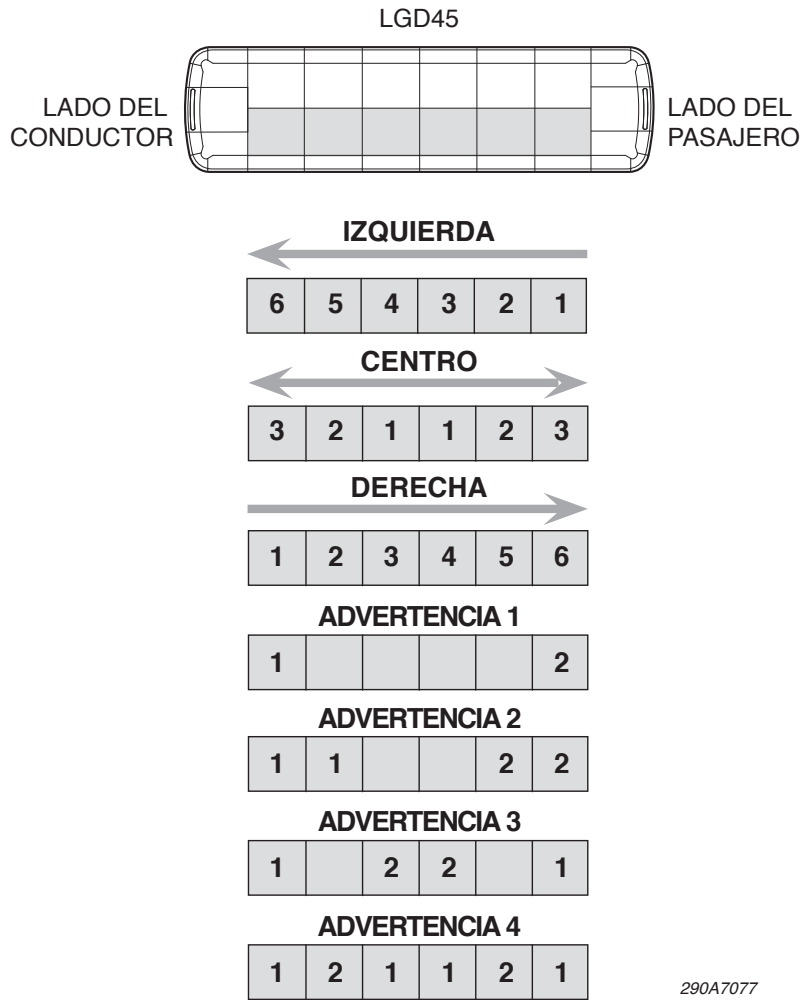 LGD45
LADO DEL
CONDUCTOR
LADO DEL
PASAJERO
IZQUIERDA
6 5 4 3 2 1
CENTRO
3 2 1 1 2 3
DERECHA
1 2 3 4 5 6
ADVERTENCIA 1
1 2
ADVERTENCIA 2
1 1 2 2
ADVERTENCIA 3
1 2 2 1
ADVERTENCIA 4
1 2 1 1 2 1
290A7077